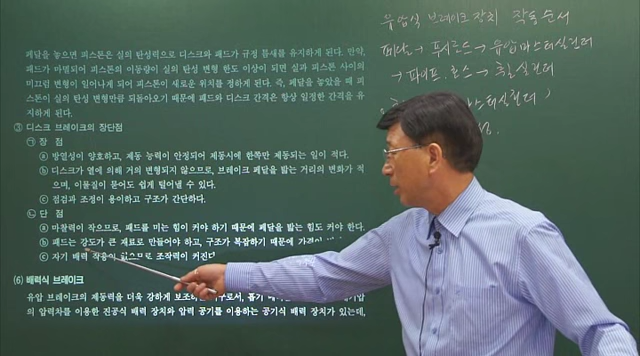 페달을 놓으면 피스톤은 실의 탄성력으로 디스크와 패드가 규정 틈새를 유지하게 된다. 만약,
패드가 마멸되어 피스톤의 이동량이 실의 탄성 변형 한도 이상이 되면 실과 피스톤 사이의
미끄럼 변형이 일어나게 되어 피스톤이 새로운 위치를 정하게 된다. 즉, 페달을 놓았을 때 피
스톤이 실의 탄성 변형만큼 되돌아오기 때문에 패드와 디스크 간격은 항상 일정한 간격을 유
지하게 된다.
③ 디스크 브레이크의 장단점
㉠ 장 점
ⓐ 방열성이 양호하고, 제동 능력이 안정되어 제동시에 한쪽만 제동되는 일이 적다.
ⓑ 디스크가 열에 의해 거의 변형되지 않으므로, 브레이크 페달을 밟는 거리의 변화가 적
으며, 이물질이 묻어도 쉽게 털어낼 수 있다.
ⓒ 점검과 조정이 용이하고 구조가 간단하다.
㉡ 단 점
ⓐ 마찰력이 작으므로, 패드를 미는 힘이 커야 하기 때문에 페달을 밟는 힘도 커야 한다.
ⓑ 패드는 강도가 큰 재료로 만들어야 하고, 구조가 복잡하기 때문에 가격이
ⓒ 자기 배력 작용이 없으므로 조작력이 커진다
(6) 배력식 브레이크
유압 브레이크의 제동력을 더욱 강하게 보조하는 기구로서, 흡기
의 압력차를 이용한 진공식 배력 장치와 압력 공기를 이용하는 공기식 배력 장치가 있는데,
유압식 브레이크 장치 작동순서
페달 → 푸시로드 → 유압 마스터실린더
→ 파이프. 호스 → 휠실린더
마스터실린더)